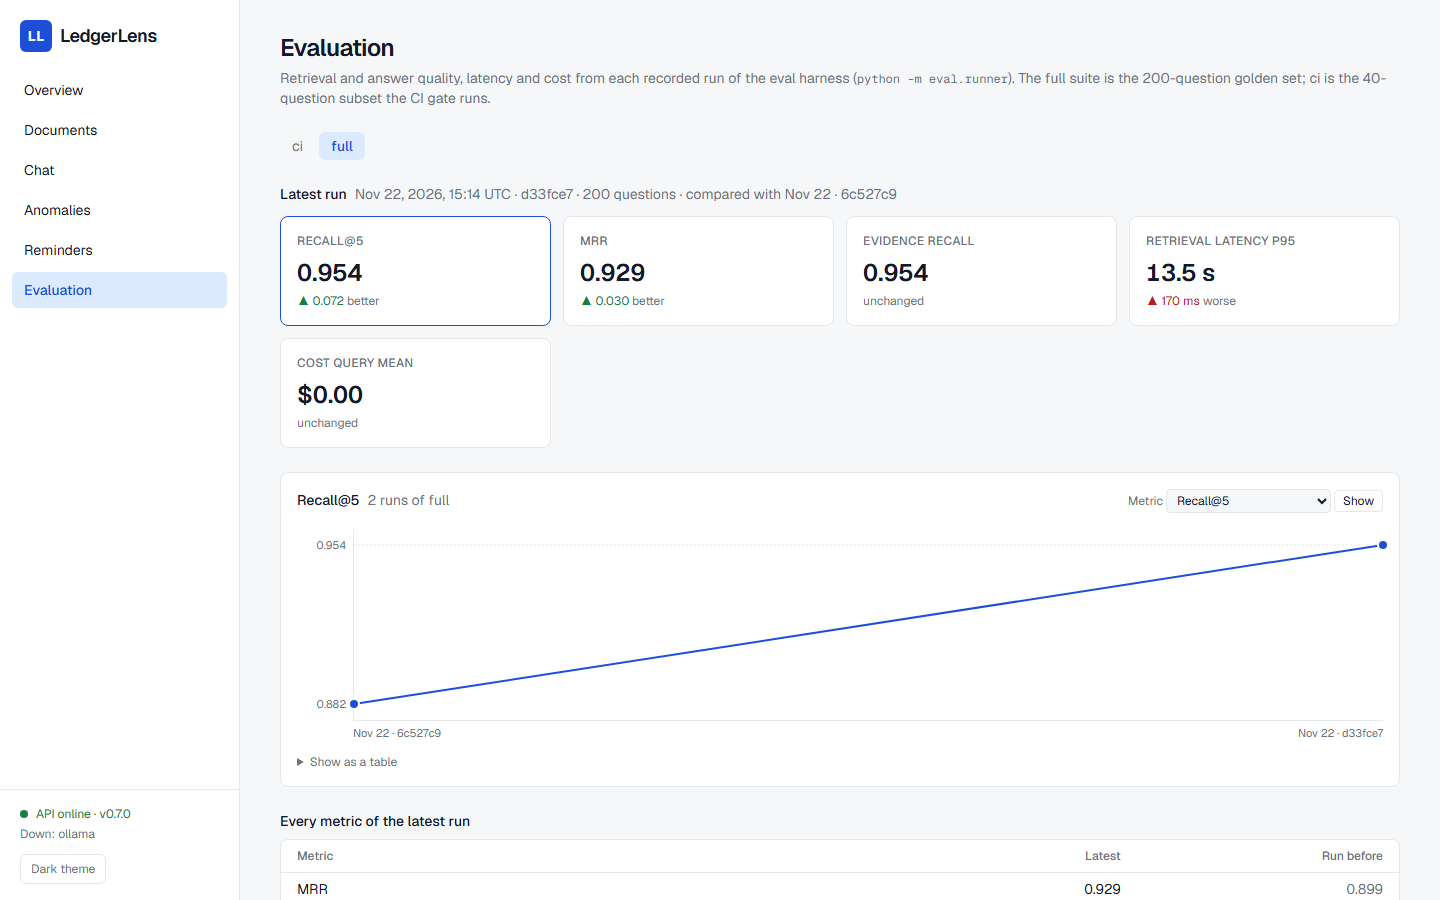 LL LedgerLens
Overview
Documents
Chat
Anomalies
Reminders
Evaluation
API online · v0.7.0
Down: ollama
Dark theme
Evaluation
Retrieval and answer quality, latency and cost from each recorded run of the eval harness (python -m eval.runner). The full suite is the 200-question golden set; ci is the 40-
question subset the CI gate runs.
ci full
Latest run Nov 22, 2026, 15:14 UTC · d33fce7 · 200 questions · compared with Nov 22 · 6c527c9
RECALL@5
0.954
▲ 0.072 better
MRR
0.929
▲ 0.030 better
EVIDENCE RECALL
0.954
unchanged
RETRIEVAL LATENCY P95
13.5 s
▲ 170 ms worse
COST QUERY MEAN
$0.00
unchanged
Recall@5 2 runs of full
Metric Recall@5 Show
0.954
0.882
Nov 22 · 6c527c9
Nov 22 · d33fce7
▶ Show as a table
Every metric of the latest run
Metric Latest Run before
MRR 0.929 0.899